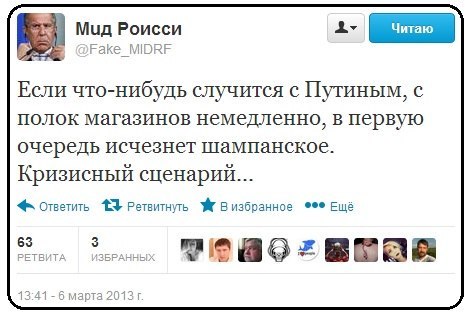 Мид Роисси
@Fake_MIDRF
Читаю
Если что-нибудь случится с Путиным, с
полок магазинов немедленно, в первую
очередь исчезнет шампанское.
Кризисный сценарий...
Ответить Ретвитнуть В избранное Ещё
63 3
РЕТВИТА ИЗБРАННЫХ
13:41 - 6 марта 2013 г.